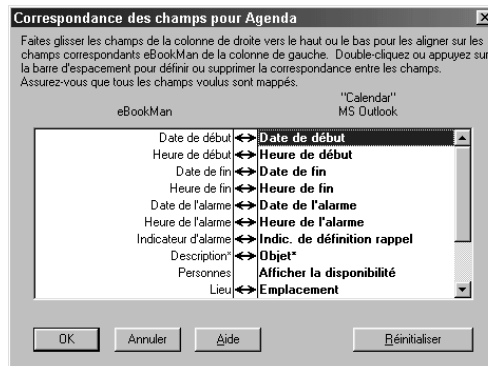 Correspondance des champs pour Agenda
Faites glisser les champs de la colonne de droite vers le haut ou le bas pour les aligner sur les
champs correspondants eBookMan de la colonne de gauche. Double-cliquez ou appuyez sur
la barre d'espacement pour définir ou supprimer la correspondance entre les champs.
Assurez-vous que tous les champs voulus sont mappés.
"Calendar"
eBookMan MS Outlook
Date de début Date de début
Heure de début Heure de début
Date de fin Date de fin
Heure de fin Heure de fin
Date de l'alarme Date de l'alarme
Heure de l'alarme Heure de l'alarme
Indicateur d'alarme Indic. de définition rappel
Description* Objet*
Personnes Afficher la disponibilité
Lieu Emplacement
OK Annuler Aide Réinitialiser